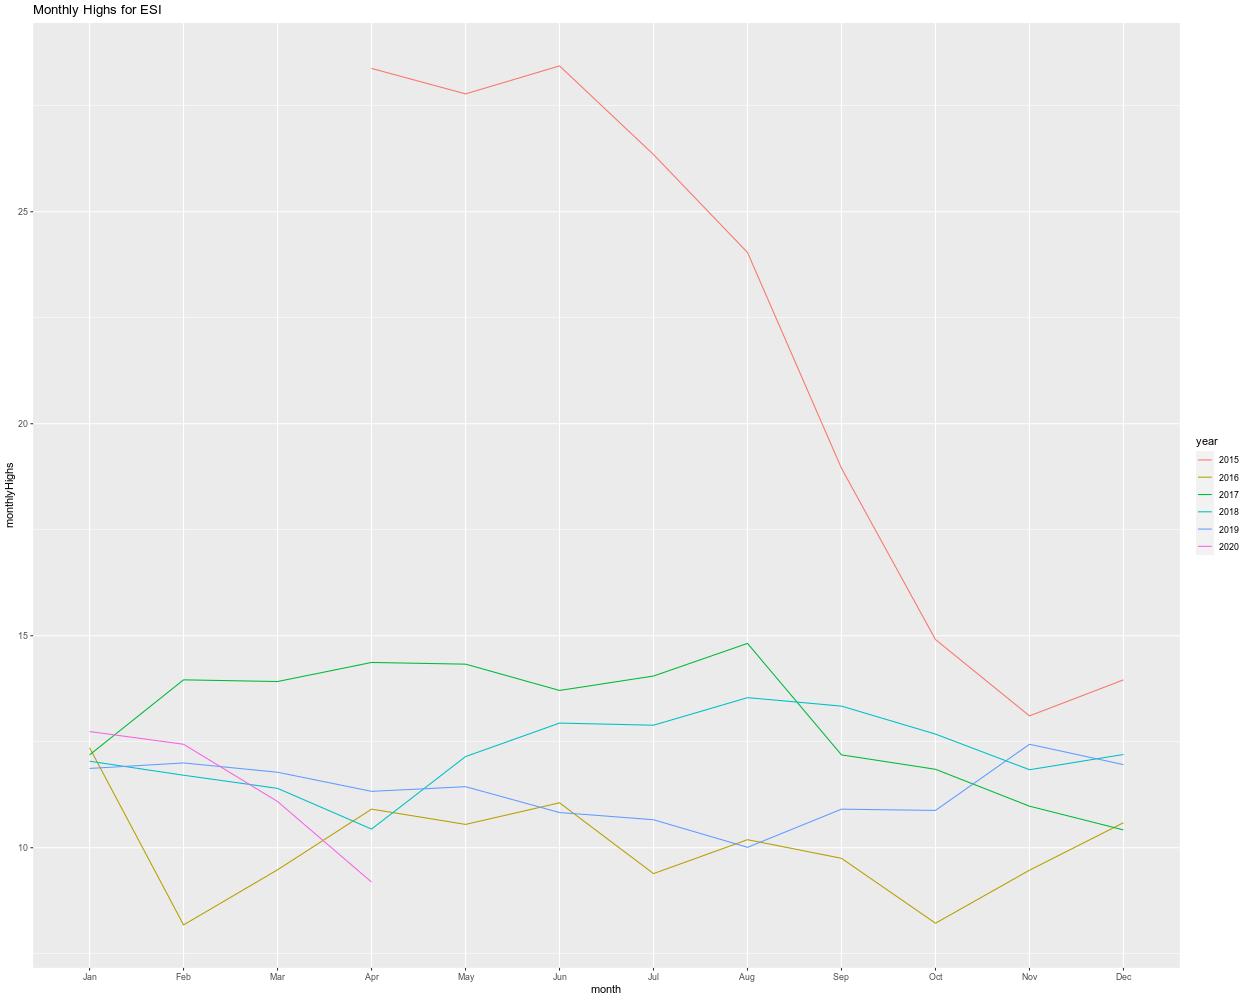 Monthly Highs for ESI
25
20
15
10
monthlyHighs
Jan Feb Mar Apr May Jun Jul Aug Sep Oct Nov Dec
month
year
2015
2016
2017
2018
2019
2020